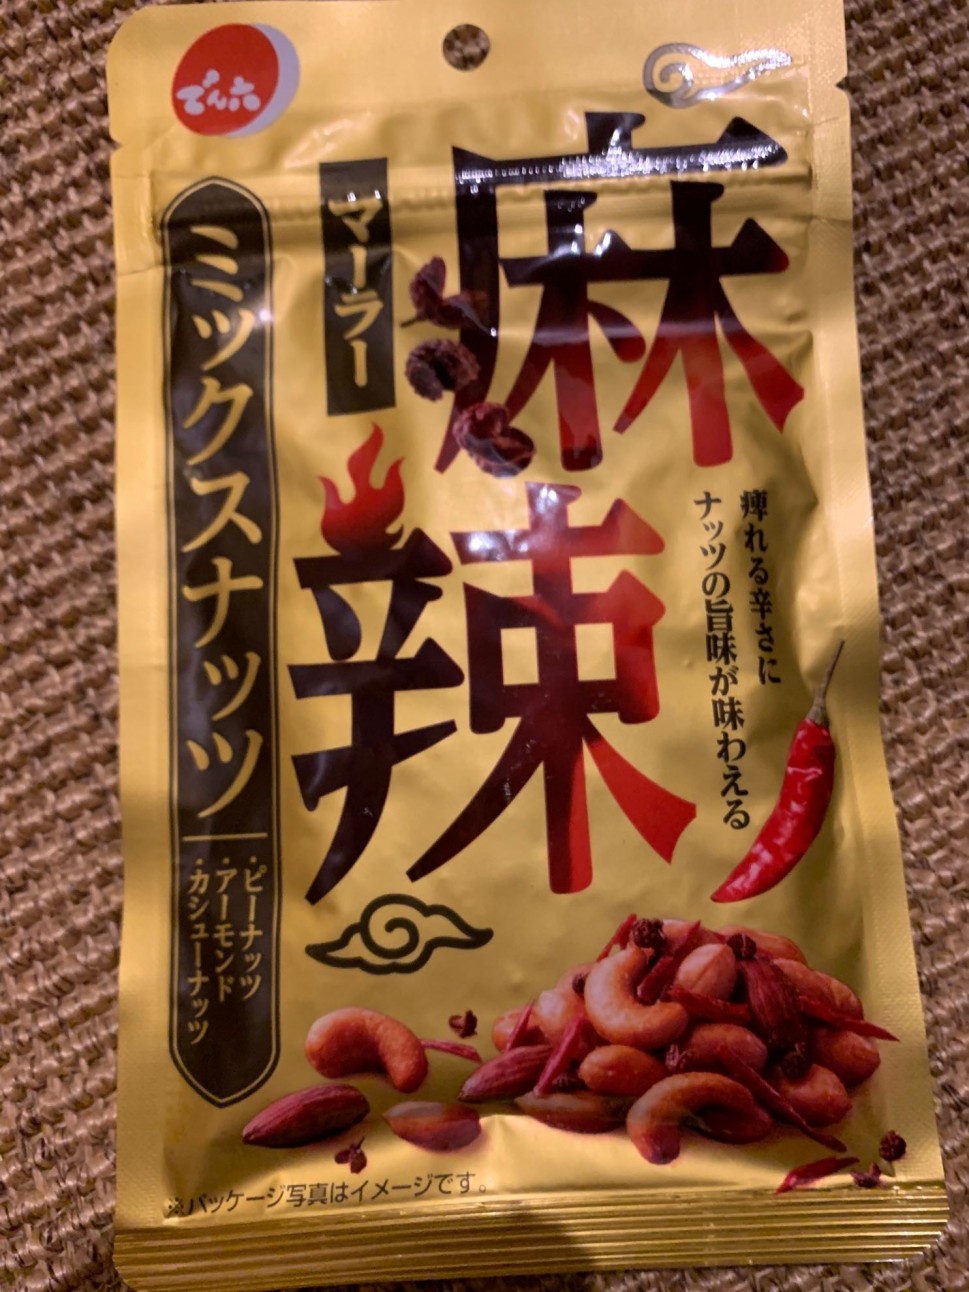 でん六
麻辣
マーラー
痺れる辛さに
ナッツの旨味が味わえる
ミックスナッツ
・ピーナッツ
・アーモンド
・カシューナッツ
※パッケージ写真はイメージです。